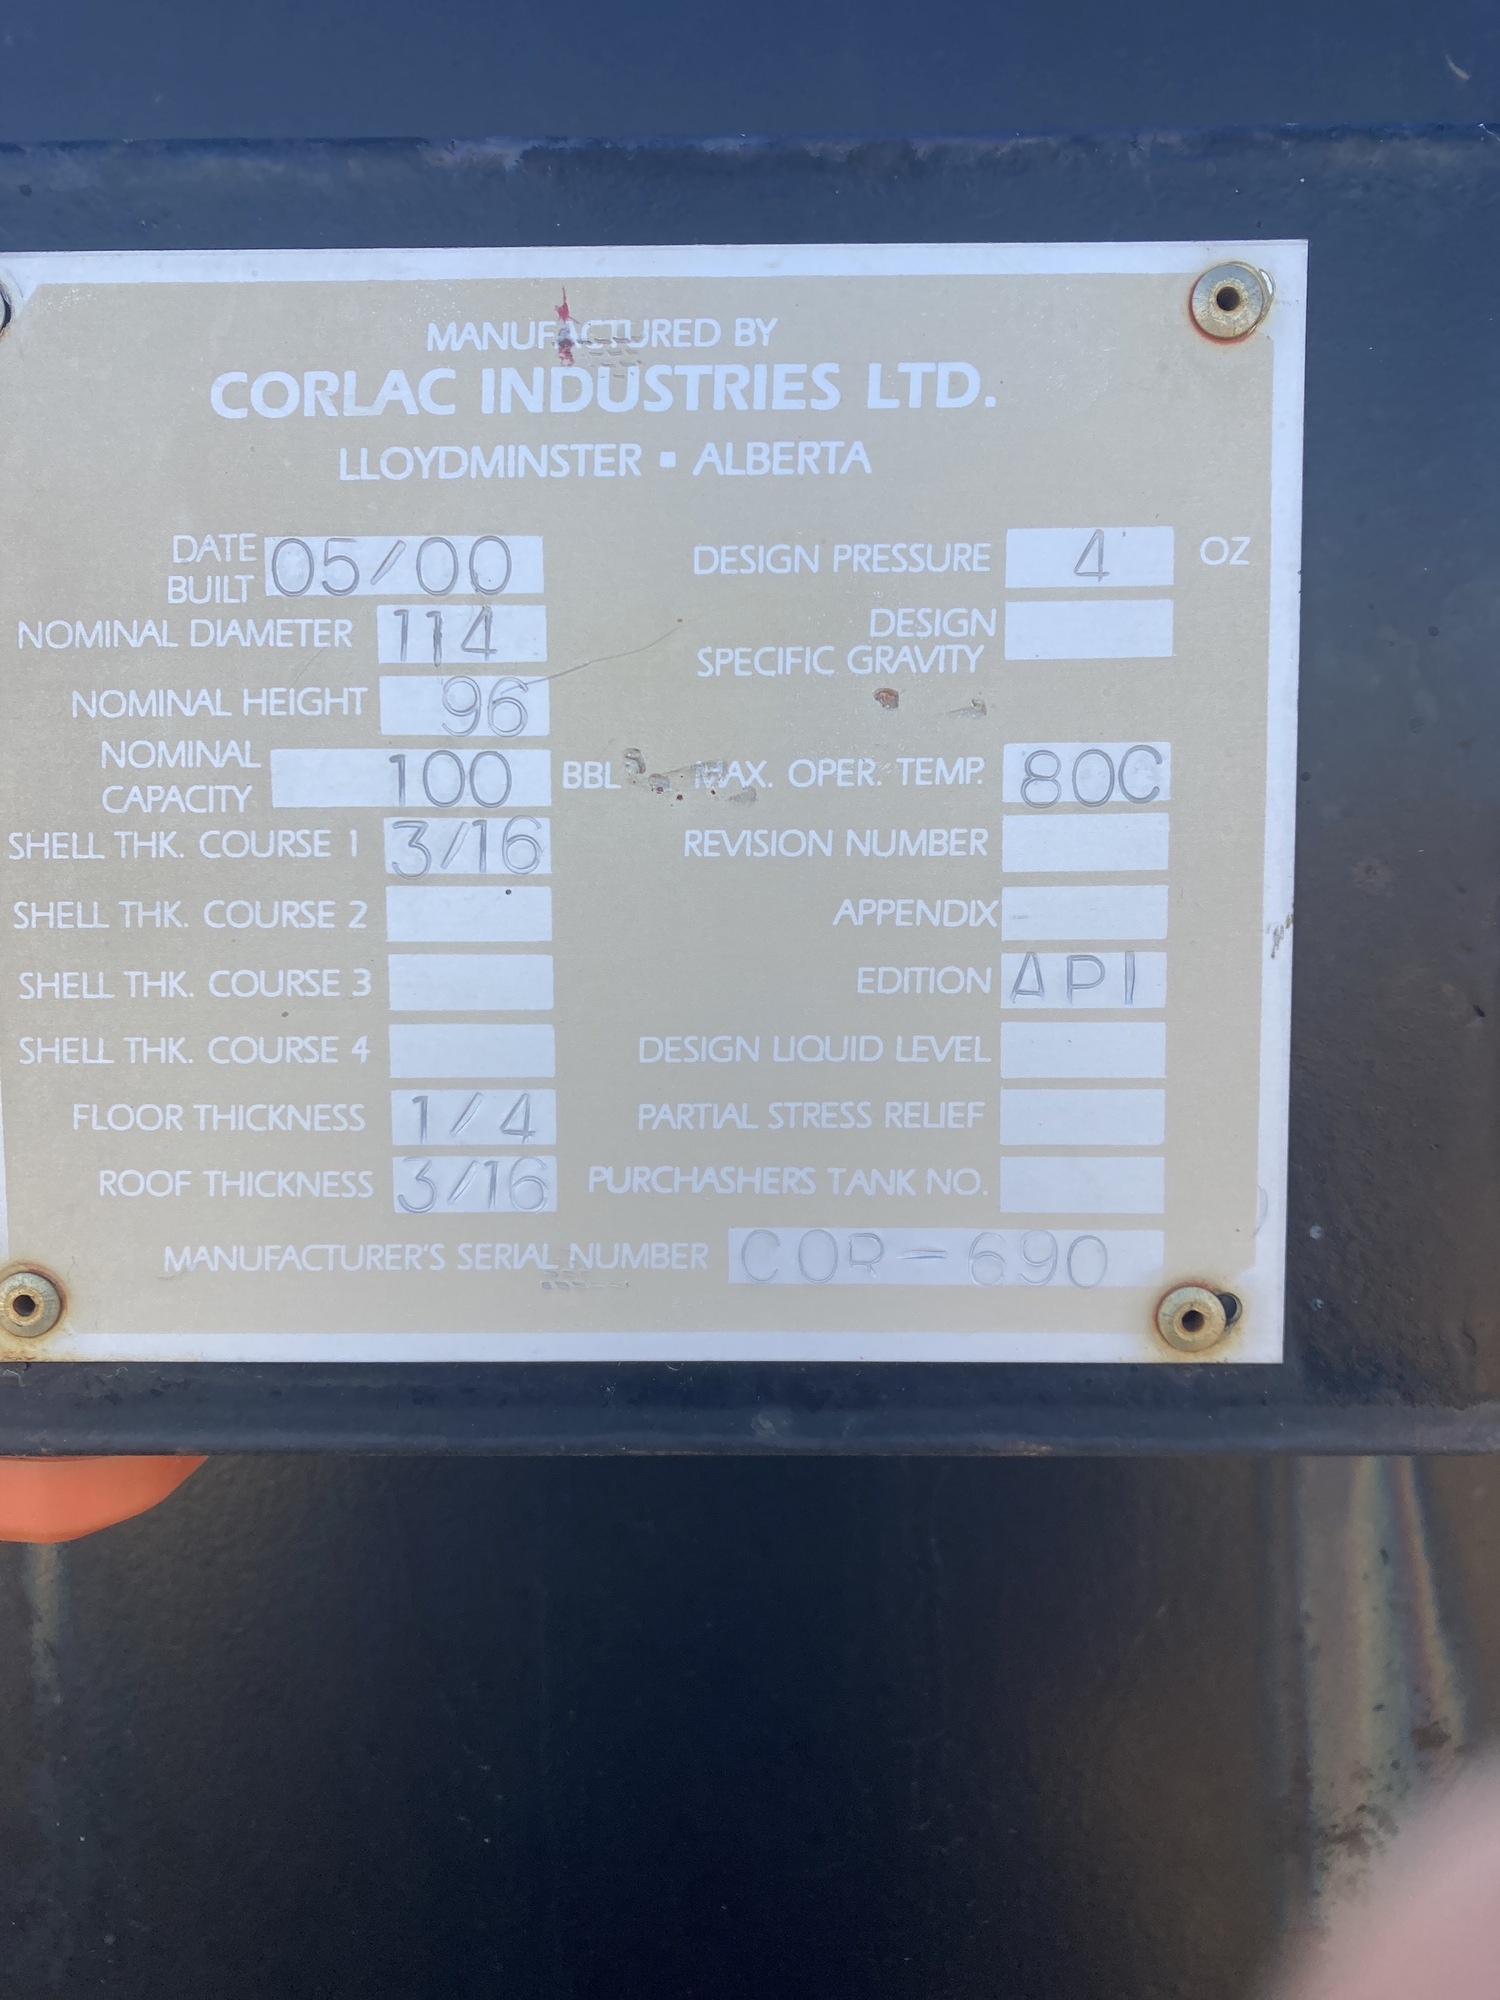 MANUFACTURED BY
CORLAC INDUSTRIES LTD.
LLOYDMINSTER ▪ ALBERTA
DATE BUILT 05/00
DESIGN PRESSURE 4 OZ
NOMINAL DIAMETER 114
DESIGN SPECIFIC GRAVITY
NOMINAL HEIGHT 96
NOMINAL CAPACITY 100 BBL
MAX. OPER. TEMP. 80C
SHELL THK. COURSE 1 3/16
REVISION NUMBER
SHELL THK. COURSE 2
APPENDIX -
SHELL THK. COURSE 3
EDITION API
SHELL THK. COURSE 4
DESIGN LIQUID LEVEL
FLOOR THICKNESS 1/4
PARTIAL STRESS RELIEF
ROOF THICKNESS 3/16
PURCHASHERS TANK NO.
MANUFACTURER'S SERIAL NUMBER COR-690